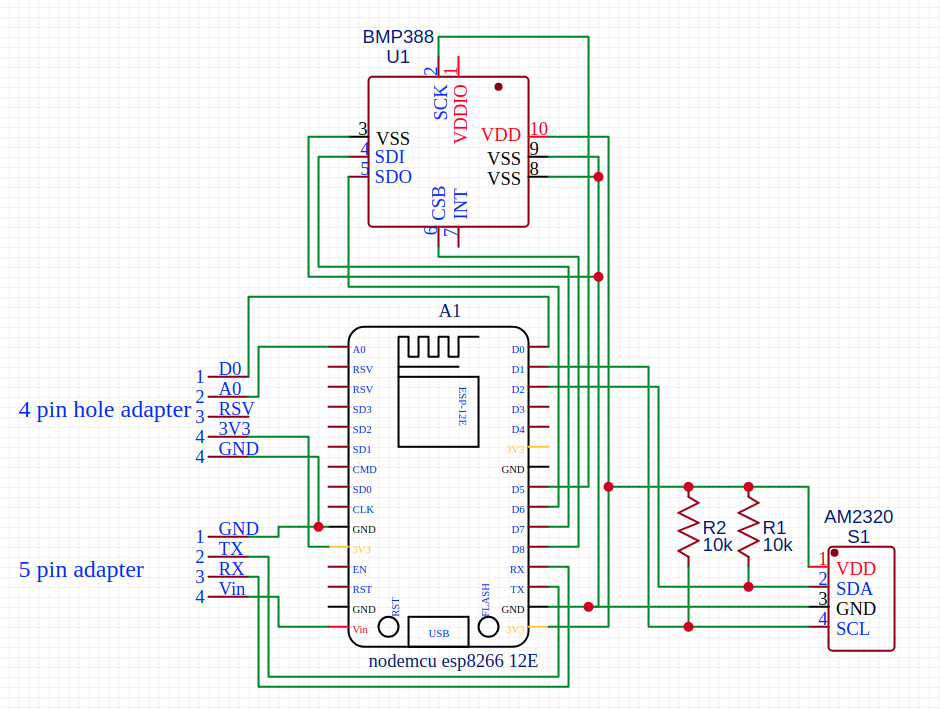 BMP388
U1
2 1
SCK VDDIO
3 VSS VDD 10
4 SDI VSS 9
5 SDO VSS 8
CSB INT
6 7
A1
A0 D0
RSV D1
RSV D2
SD3 D3
SD2 D4
SD1 3V3
CMD GND
SD0 D5
CLK D6
GND D7
3V3 D8
EN RX
RST TX
GND GND
Vin 3V3
ESP-12E
RST
FLASH
USB
nodemcu esp8266 12E
4 pin hole adapter
1 D0
2 A0
3 RSV
4 3V3
4 GND
5 pin adapter
1 GND
2 TX
3 RX
4 Vin
R2
10k
R1
10k
AM2320
S1
1 VDD
2 SDA
3 GND
4 SCL